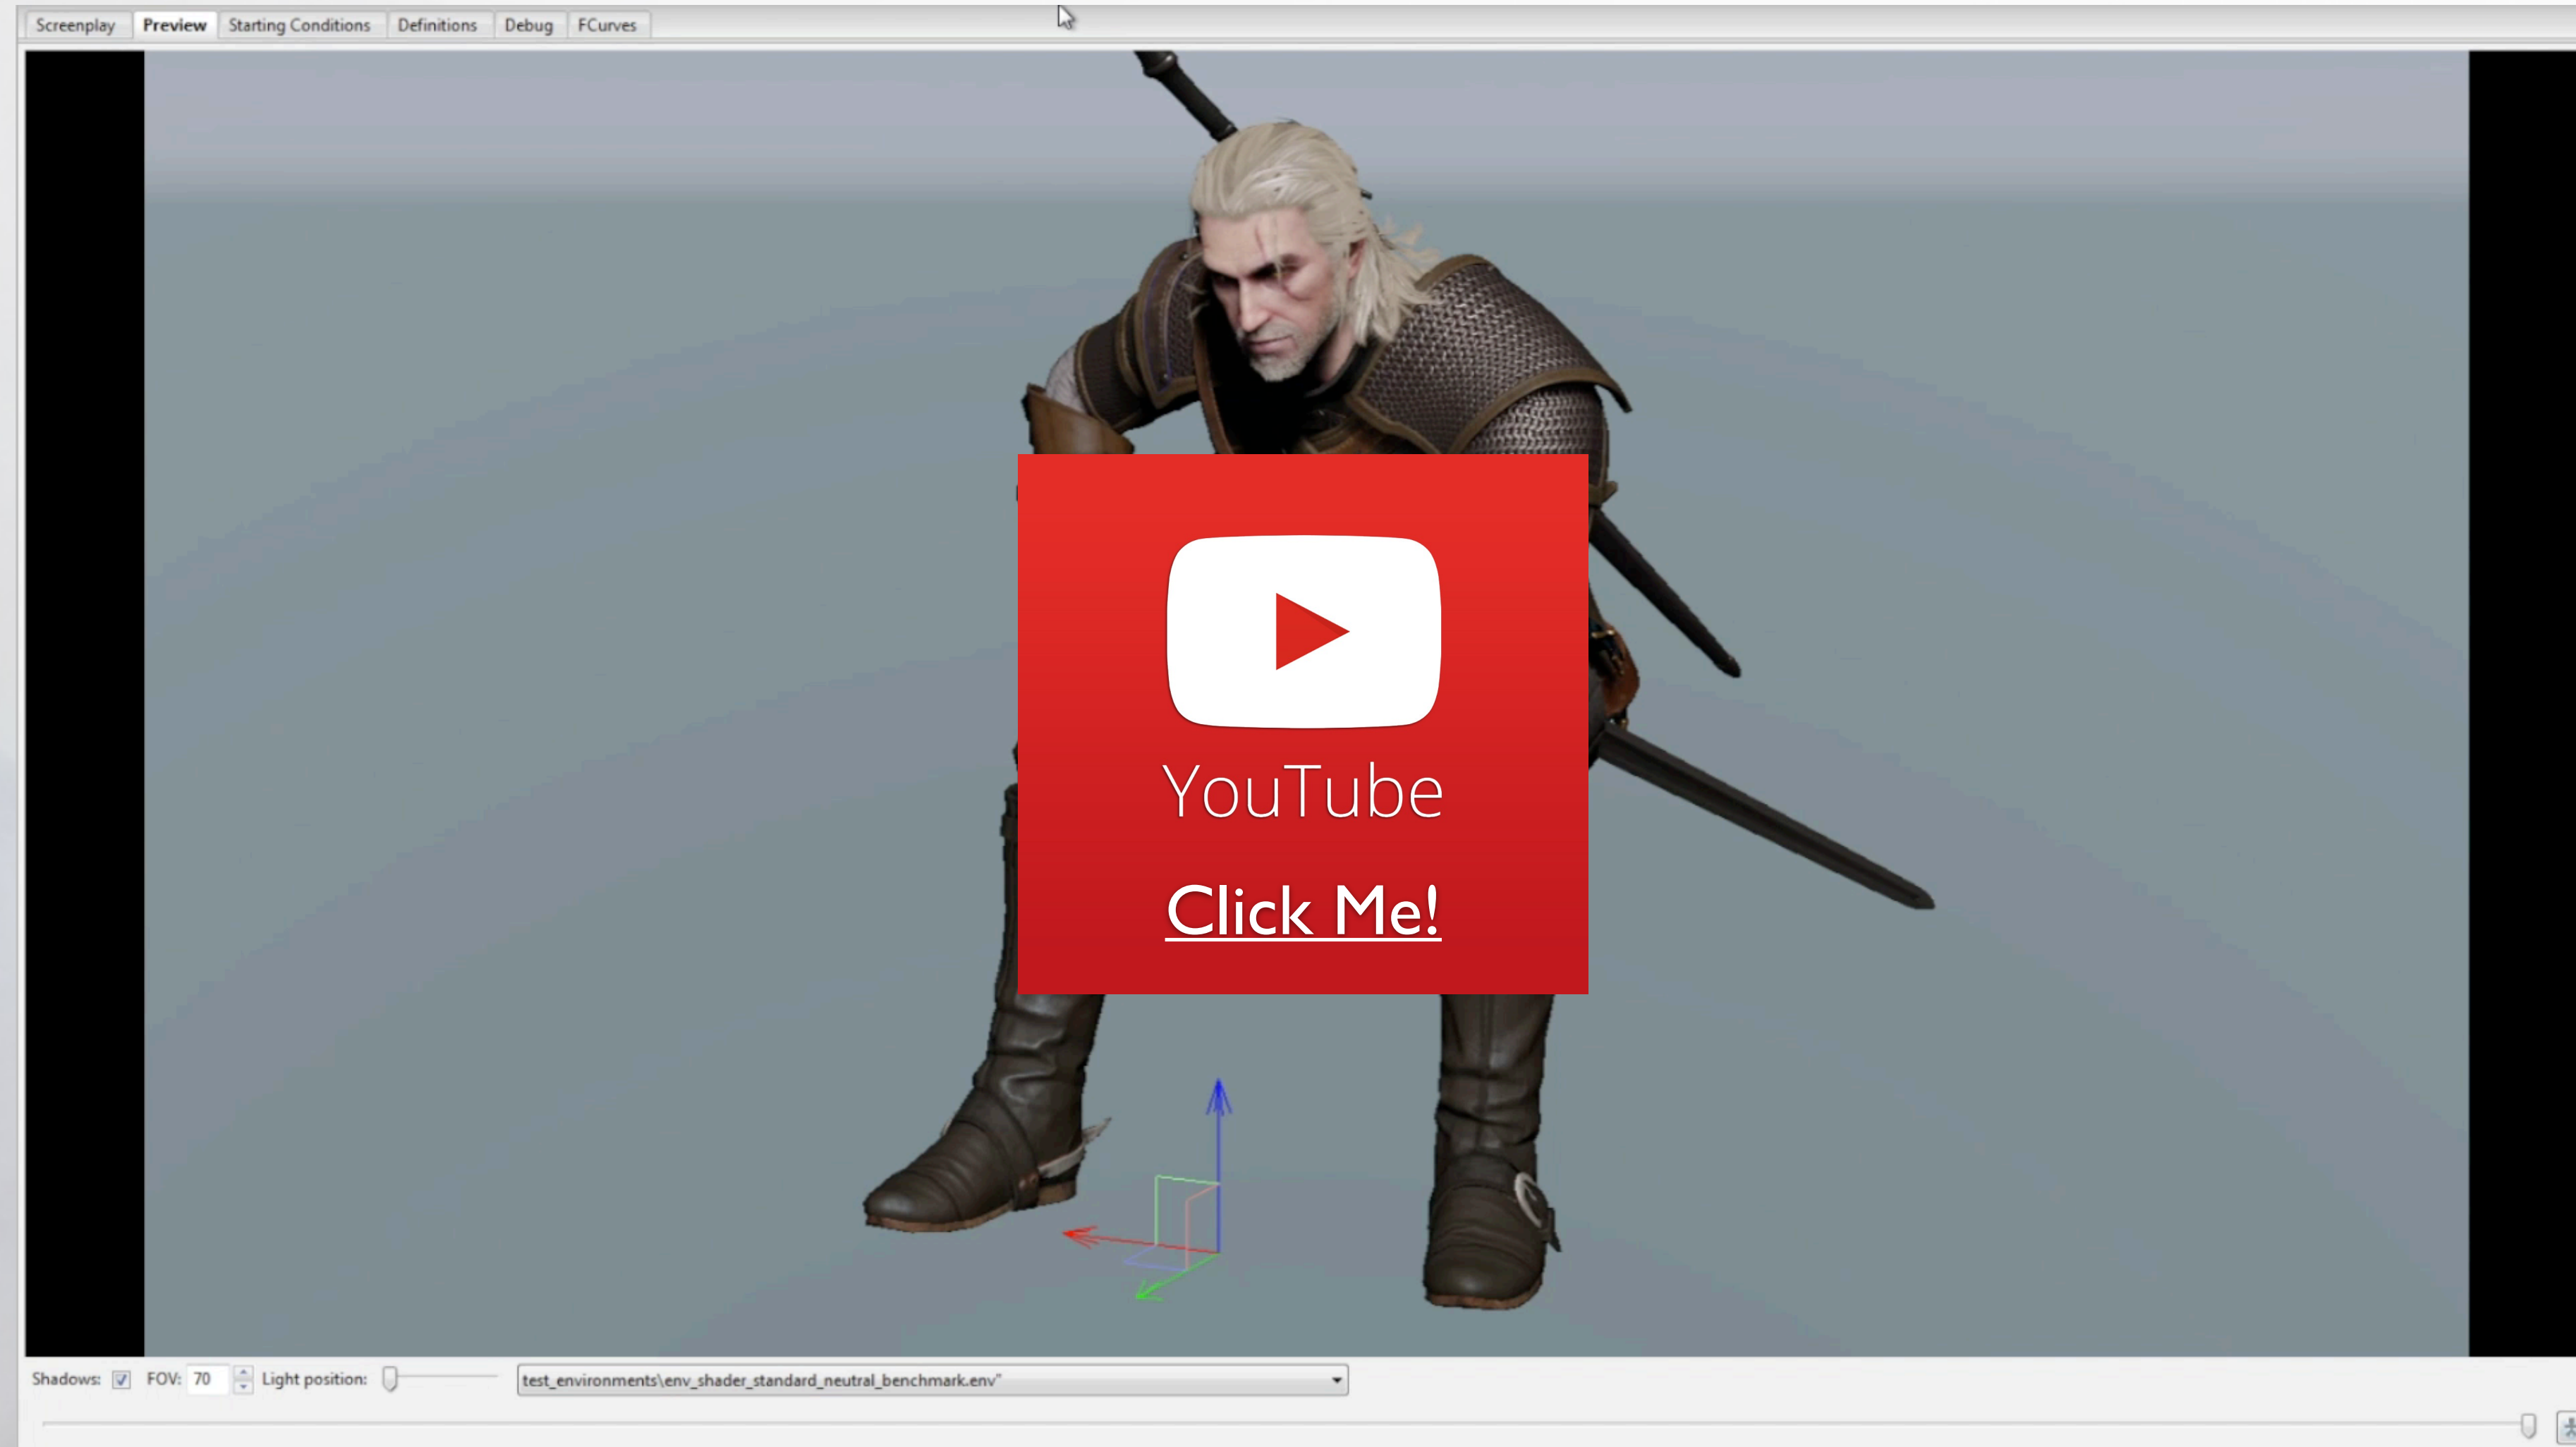 Screenplay Preview Starting Conditions Definitions Debug FCurves
YouTube
Click Me!
Shadows: FOV: 70 Light position: test_environments\env_shader_standard_neutral_benchmark.env"